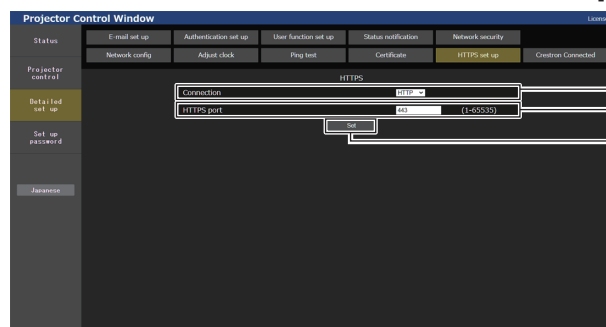 Projector Control Window
Licens
Status
E-mail set up
Authentication set up
User function set up
Status notification
Network security
Network config
Adjust clock
Ping test
Certificate
HTTPS set up
Crestron Connected
Projector
control
Detailed
set up
Set up
password
Japanese
HTTPS
Connection
HTTP
HTTPS port
443
(1-65535)
Set